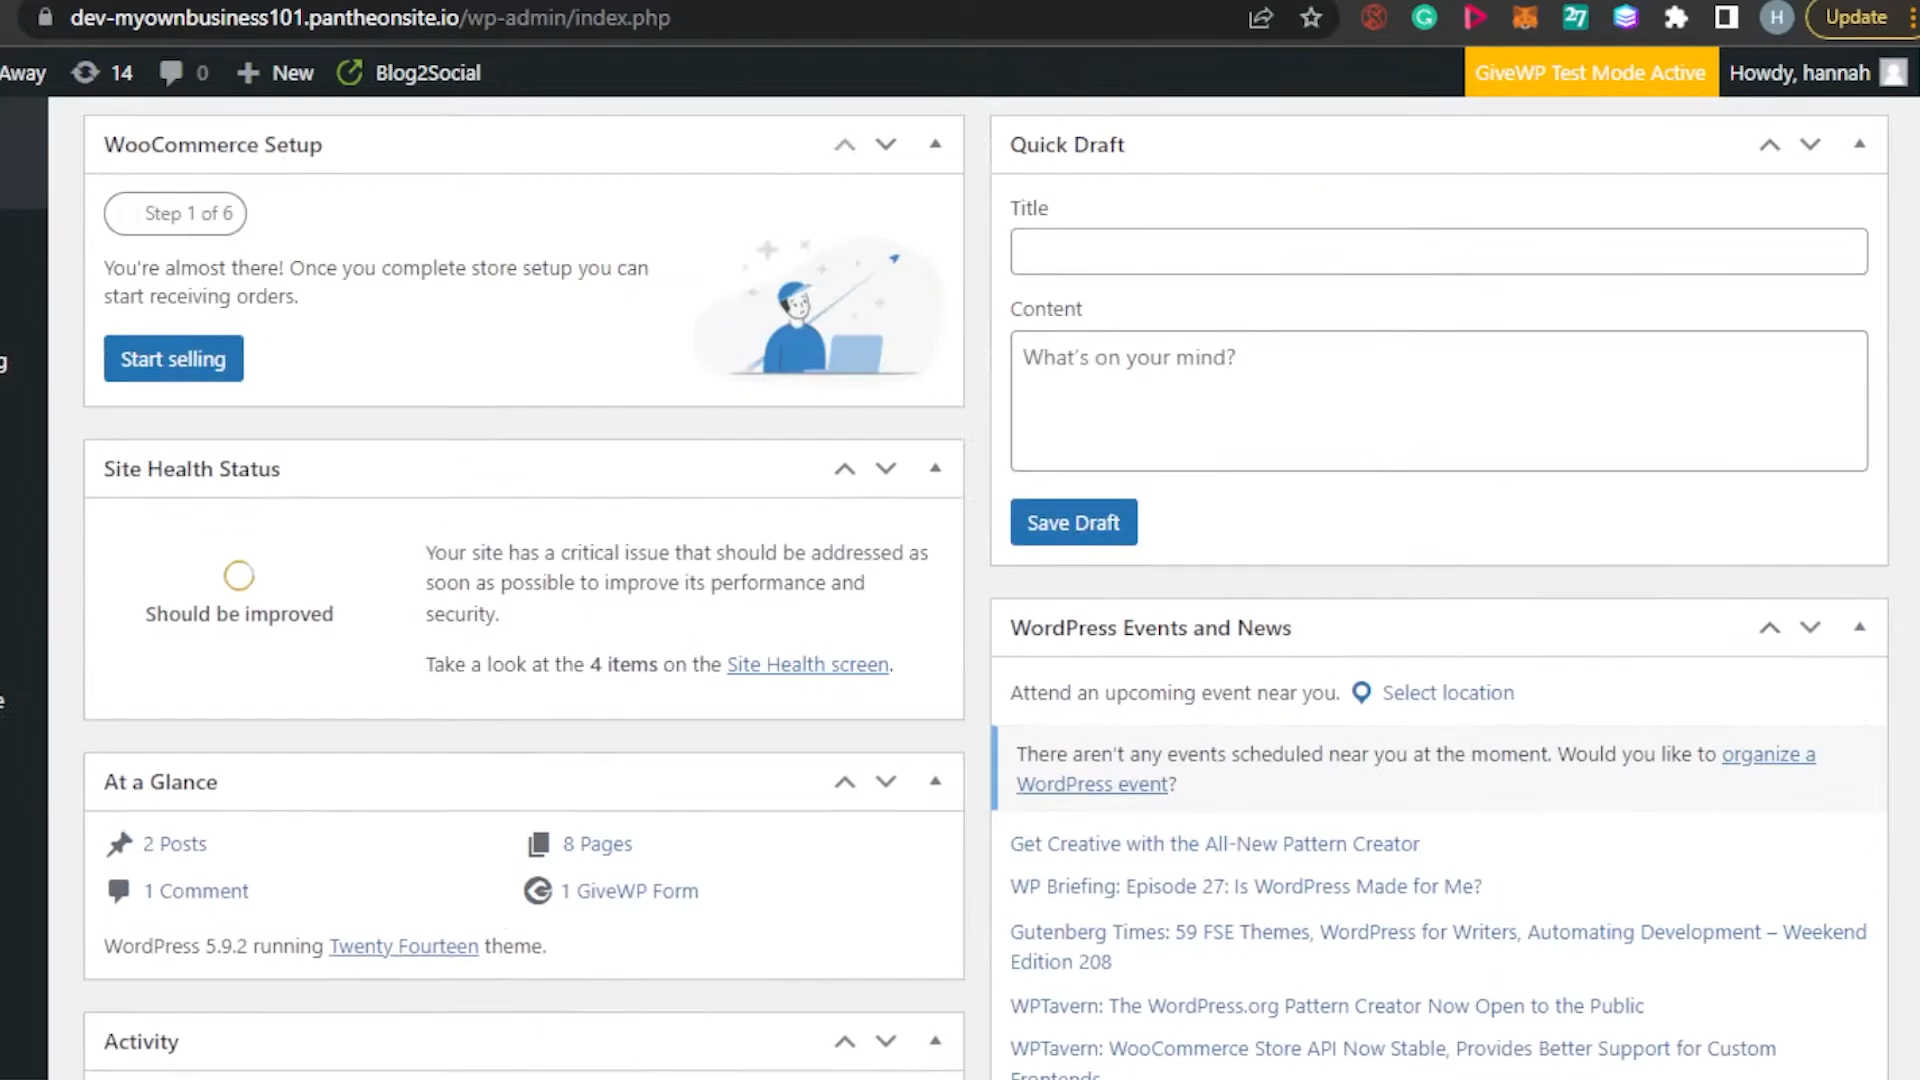 dev-myownbusiness101.pantheonsite.io/wp-admin/index.php
27
H
Update
Away
14
0
New
Blog2Social
GiveWP Test Mode Active
Howdy, hannah
WooCommerce Setup
Step 1 of 6
You're almost there! Once you complete store setup you can
start receiving orders.
Start selling
Site Health Status
Should be improved
Your site has a critical issue that should be addressed as
soon as possible to improve its performance and
security.
Take a look at the 4 items on the Site Health screen.
At a Glance
2 Posts
8 Pages
1 Comment
1 GiveWP Form
WordPress 5.9.2 running Twenty Fourteen theme.
Activity
Quick Draft
Title
Content
What's on your mind?
Save Draft
WordPress Events and News
Attend an upcoming event near you.
Select location
There aren't any events scheduled near you at the moment. Would you like to organize a
WordPress event?
Get Creative with the All-New Pattern Creator
WP Briefing: Episode 27: Is WordPress Made for Me?
Gutenberg Times: 59 FSE Themes, WordPress for Writers, Automating Development – Weekend
Edition 208
WPTavern: The WordPress.org Pattern Creator Now Open to the Public
WPTavern: WooCommerce Store API Now Stable, Provides Better Support for Custom
Frontends